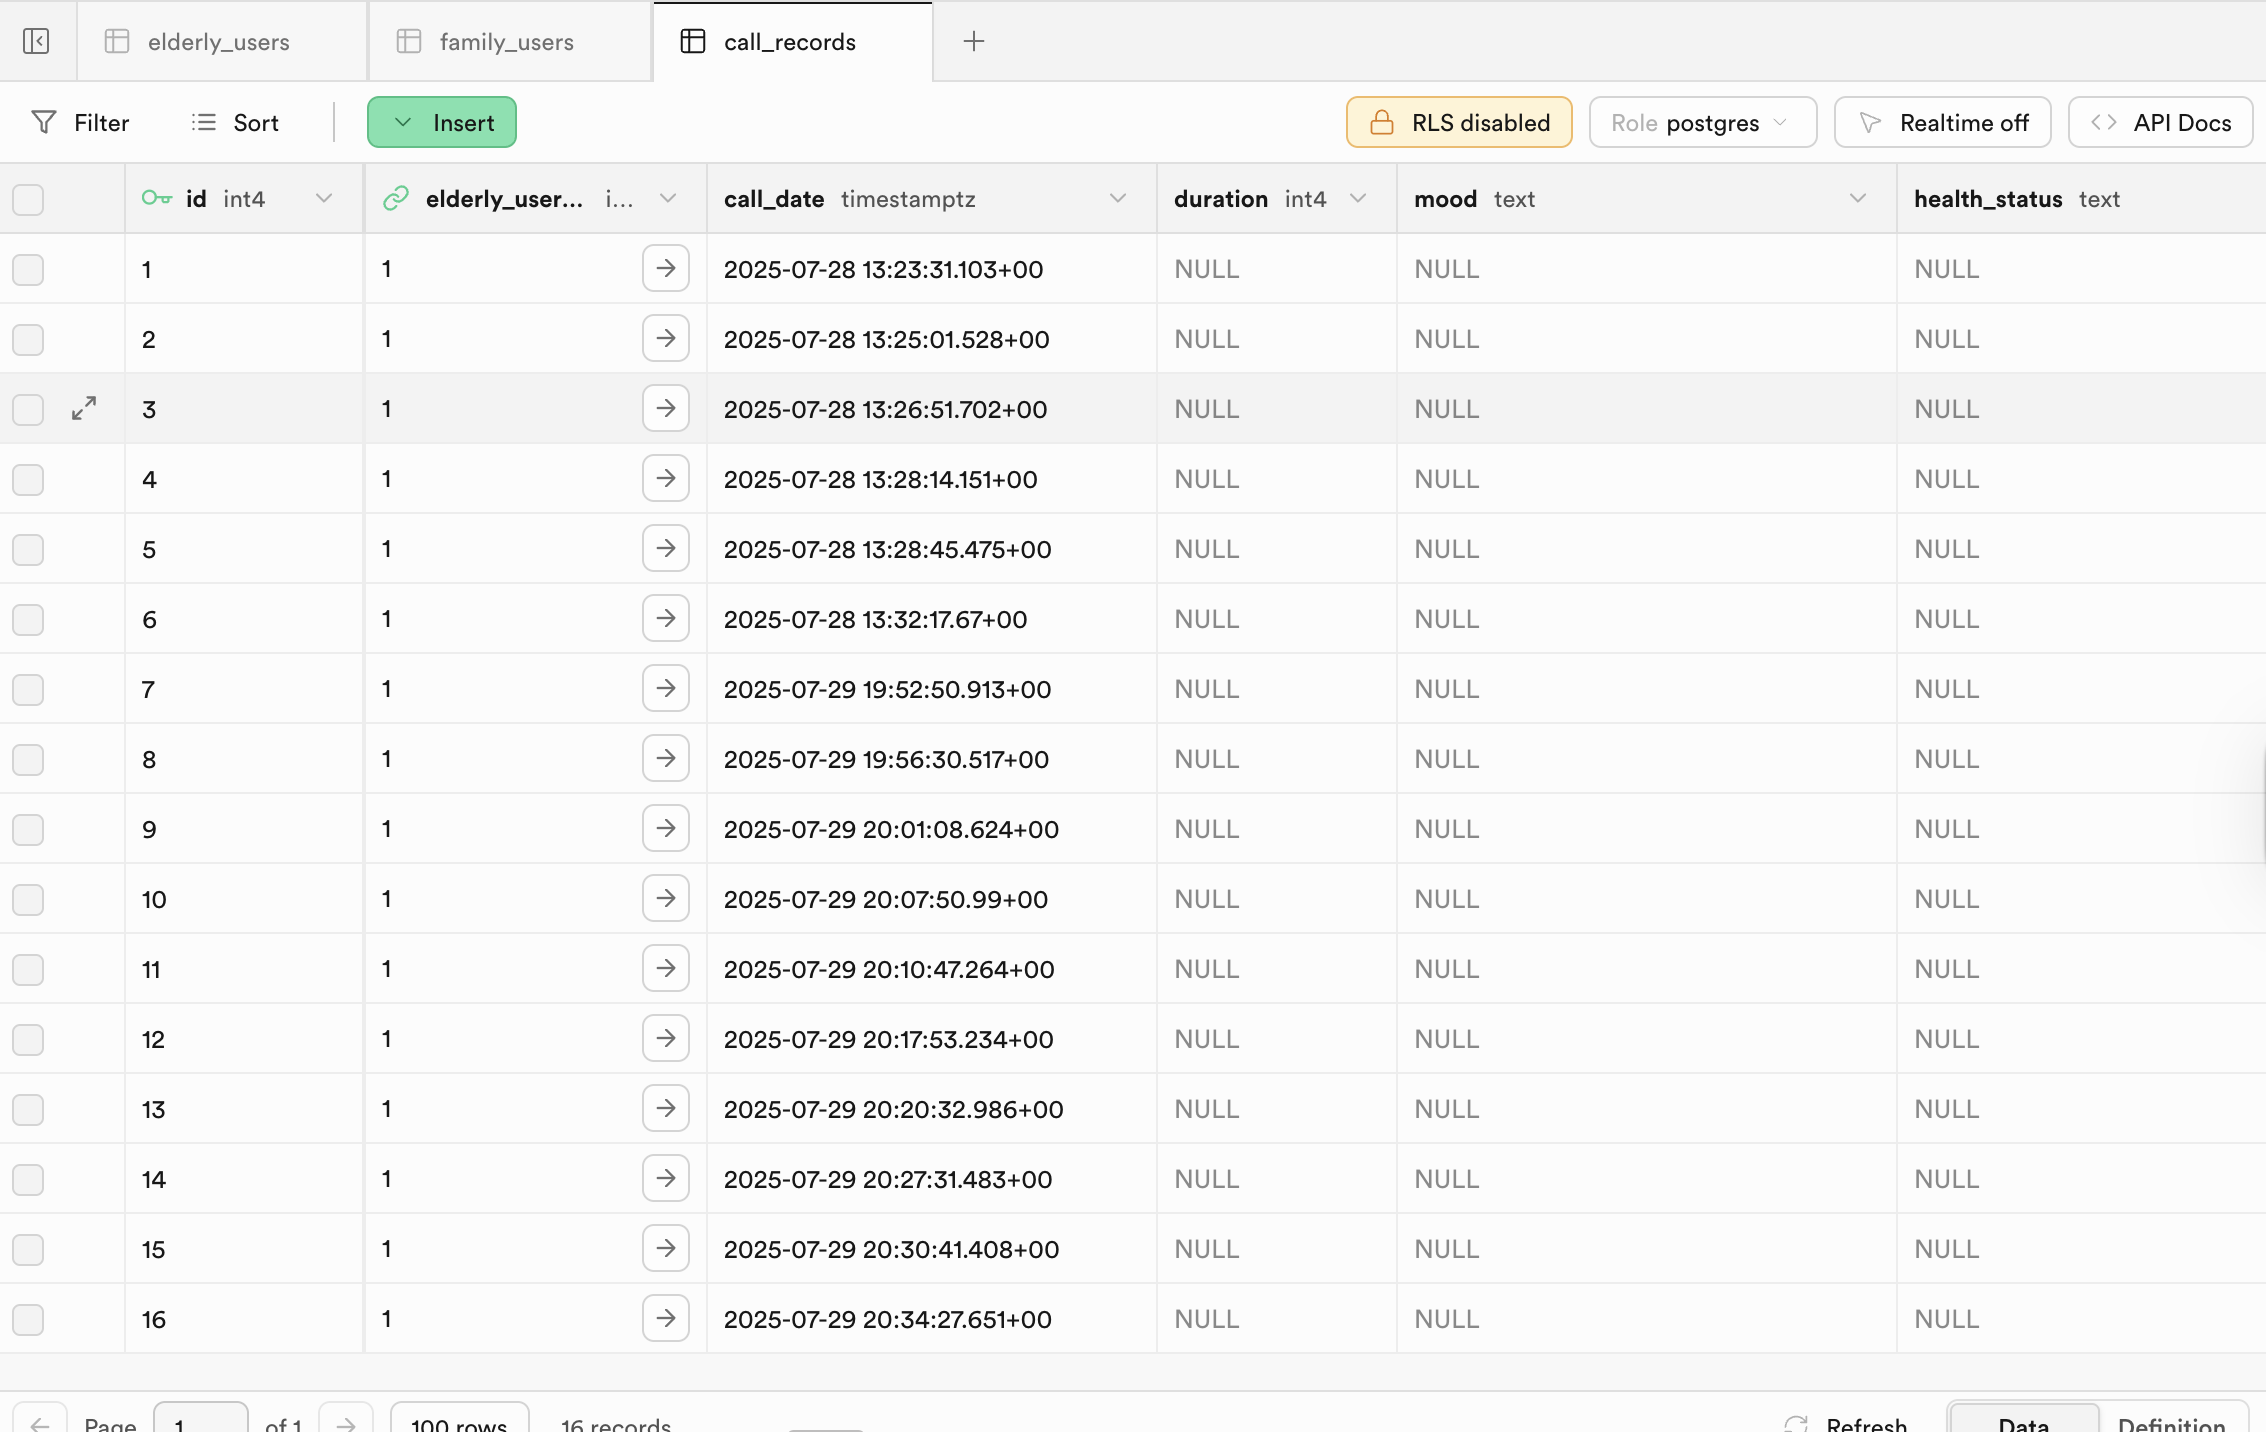 elderly_users family_users call_records
Filter Sort Insert RLS disabled Role postgres Realtime off API Docs
id int4 elderly_user... i... call_date timestamptz duration int4 mood text health_status text
1 1 2025-07-28 13:23:31.103+00 NULL NULL NULL
2 1 2025-07-28 13:25:01.528+00 NULL NULL NULL
3 1 2025-07-28 13:26:51.702+00 NULL NULL NULL
4 1 2025-07-28 13:28:14.151+00 NULL NULL NULL
5 1 2025-07-28 13:28:45.475+00 NULL NULL NULL
6 1 2025-07-28 13:32:17.67+00 NULL NULL NULL
7 1 2025-07-29 19:52:50.913+00 NULL NULL NULL
8 1 2025-07-29 19:56:30.517+00 NULL NULL NULL
9 1 2025-07-29 20:01:08.624+00 NULL NULL NULL
10 1 2025-07-29 20:07:50.99+00 NULL NULL NULL
11 1 2025-07-29 20:10:47.264+00 NULL NULL NULL
12 1 2025-07-29 20:17:53.234+00 NULL NULL NULL
13 1 2025-07-29 20:20:32.986+00 NULL NULL NULL
14 1 2025-07-29 20:27:31.483+00 NULL NULL NULL
15 1 2025-07-29 20:30:41.408+00 NULL NULL NULL
16 1 2025-07-29 20:34:27.651+00 NULL NULL NULL
Page 1 of 1 100 rows 16 records Refresh Data Definition